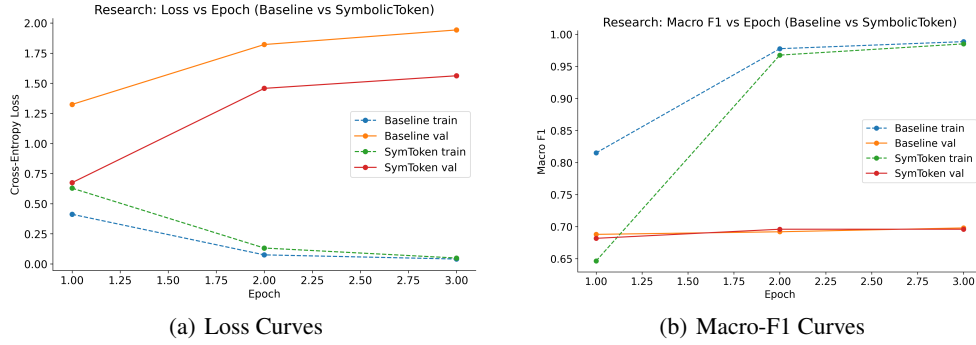 Research: Loss vs Epoch (Baseline vs SymbolicToken)
2.00
1.75
1.50
1.25
1.00
0.75
0.50
0.25
0.00
Cross-Entropy Loss
Baseline train
Baseline val
SymToken train
SymToken val
1.00 1.25 1.50 1.75 2.00 2.25 2.50 2.75 3.00
Epoch
(a) Loss Curves
Research: Macro F1 vs Epoch (Baseline vs SymbolicToken)
1.00
0.95
0.90
0.85
0.80
0.75
0.70
0.65
Macro F1
Baseline train
Baseline val
SymToken train
SymToken val
1.00 1.25 1.50 1.75 2.00 2.25 2.50 2.75 3.00
Epoch
(b) Macro-F1 Curves